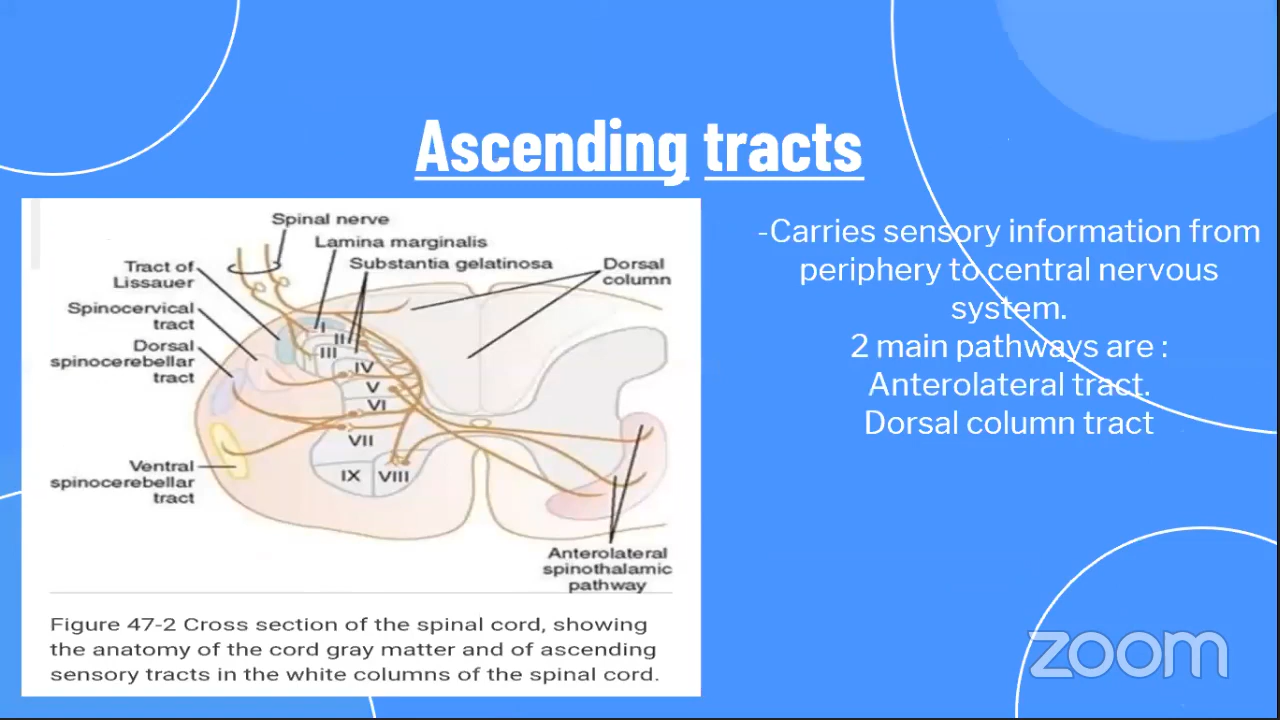 Ascending tracts
Spinal nerve
Lamina marginalis
Substantia gelatinosa
Dorsal
column
Tract of
Lissauer
Spinocervical
tract
Dorsal
spinocerebellar
tract
I
II
III
IV
V
VI
VII
IX
VIII
Ventral
spinocerebellar
tract
Anterolateral
spinothalamic
pathway
Figure 47-2 Cross section of the spinal cord, showing
the anatomy of the cord gray matter and of ascending
sensory tracts in the white columns of the spinal cord.
-Carries sensory information from
periphery to central nervous
system.
2 main pathways are :
Anterolateral tract.
Dorsal column tract
zoom